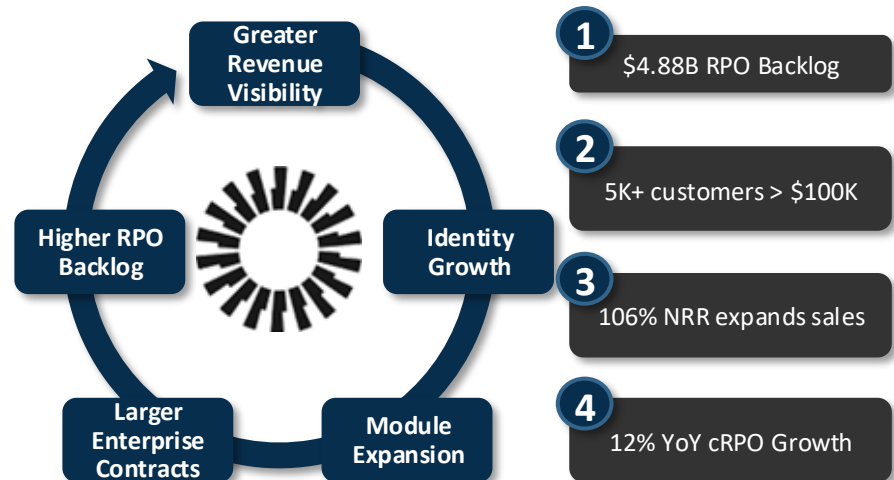 Greater
Revenue
Visibility
Identity
Growth
Module
Expansion
Larger
Enterprise
Contracts
Higher RPO
Backlog
1
$4.88B RPO Backlog
2
5K+ customers > $100K
3
106% NRR expands sales
4
12% YoY cRPO Growth